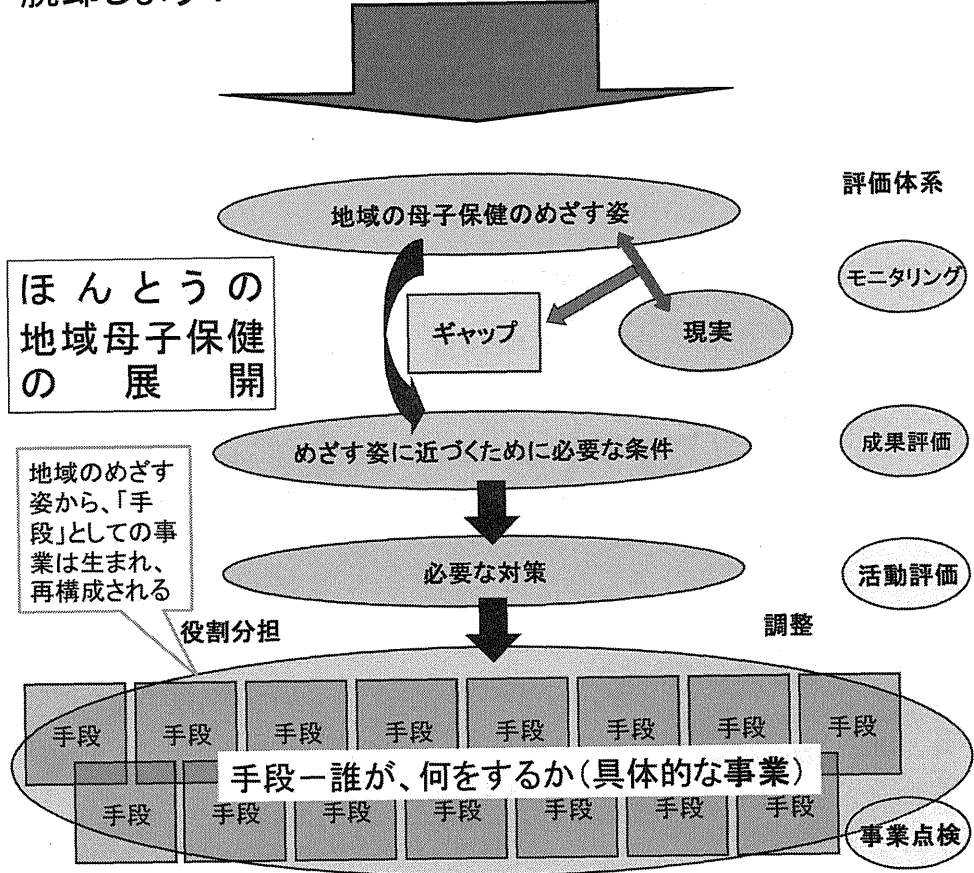 地域の母子保健のめざす姿
評価体系
モニタリング
ほんとうの
地域母子保健
の展開
ギャップ
現実
めざす姿に近づくために必要な条件
成果評価
地域のめざす
姿から、「手
段」としての事
業は生まれ、
再構成される
必要な対策
活動評価
役割分担
調整
手段 手段 手段 手段 手段 手段 手段 手段
手段－誰が、何をするか（具体的な事業）
手段 手段 手段 手段 手段 手段 手段
事業点検